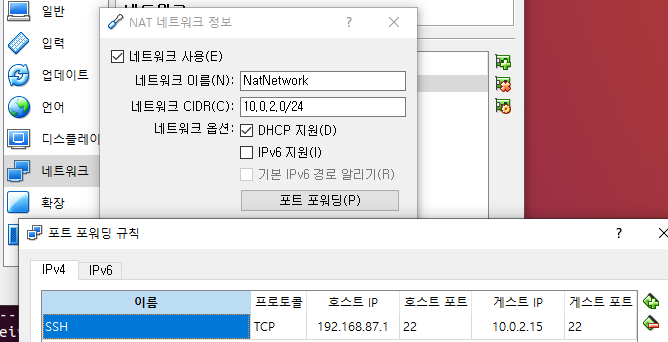 일반
입력
업데이트
언어
디스플레이
네트워크
확장
NAT 네트워크 정보
?
네트워크 사용(E)
네트워크 이름(N): NatNetwork
네트워크 CIDR(C): 10,0,2,0/24
네트워크 옵션: DHCP 지원(D)
IPv6 지원(I)
기본 IPv6 경로 알리기(R)
포트 포워딩(P)
포트 포워딩 규칙
?
IPv4 IPv6
이름 프로토콜 호스트 IP 호스트 포트 게스트 IP 게스트 포트
SSH TCP 192.168.87.1 22 10.0.2.15 22